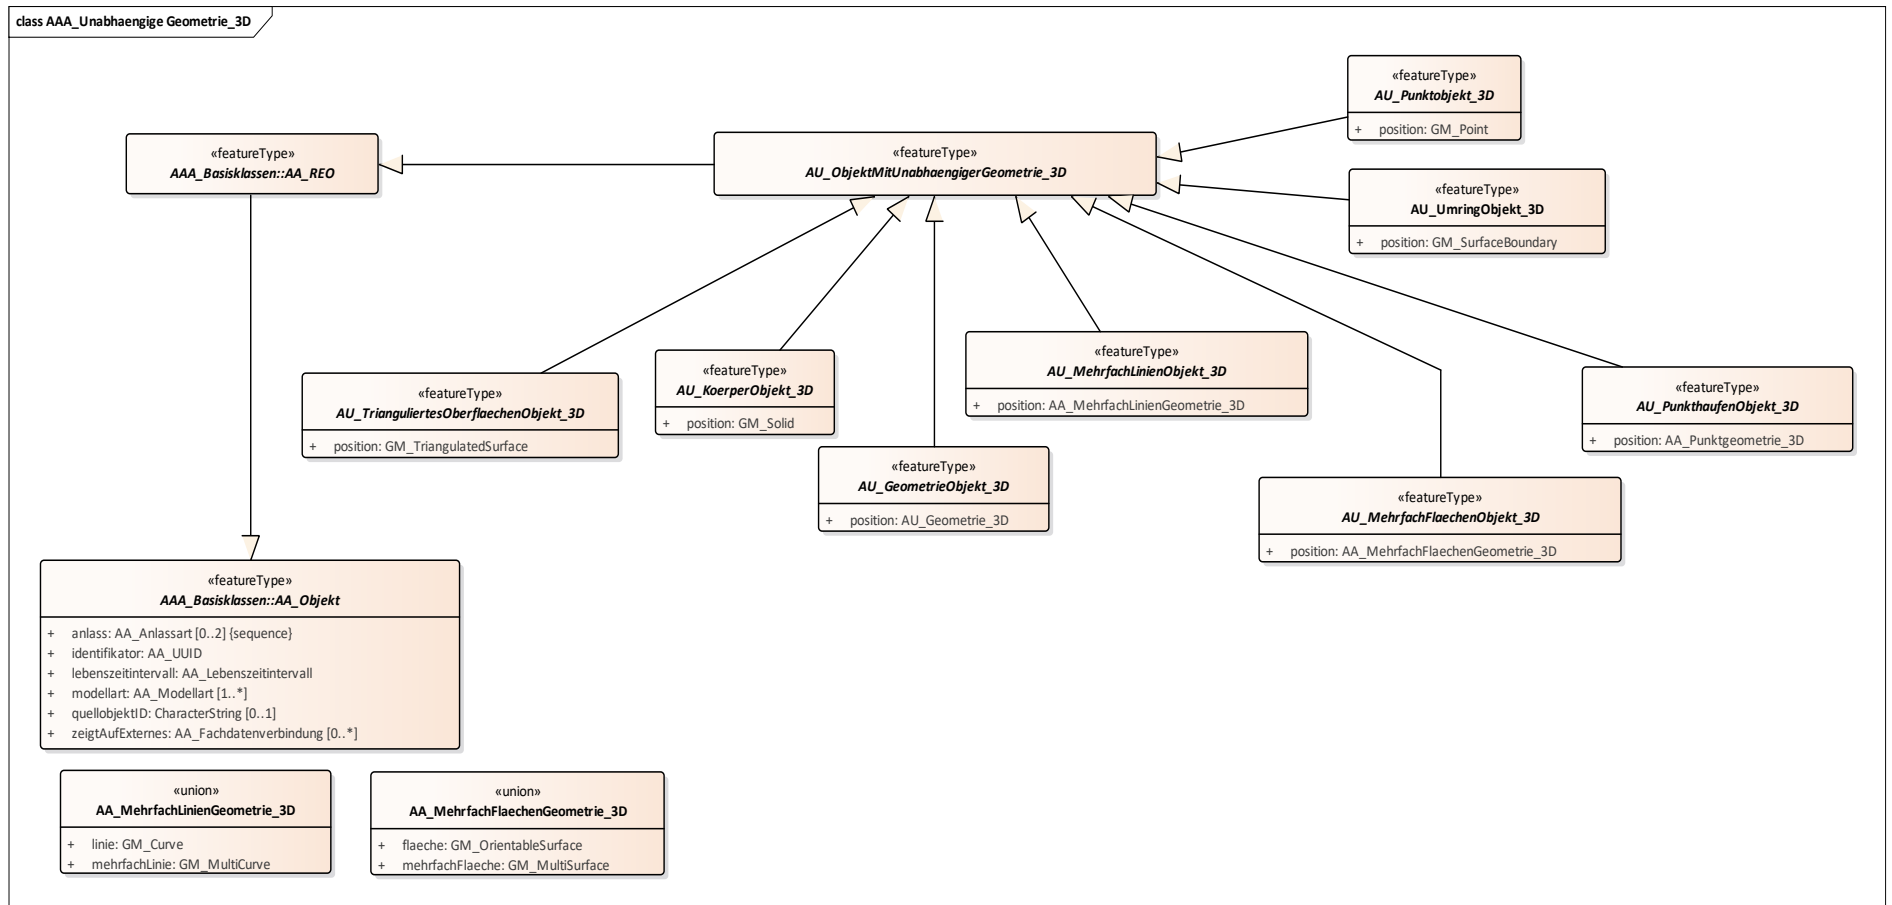 class AAA_Unabhaengige Geometrie_3D
«featureType»
AU_Punktobjekt_3D
+ position: GM_Point
«featureType»
AAA_Basisklassen::AA_REO
«featureType»
AU_ObjektMitUnabhaengigerGeometrie_3D
«featureType»
AU_UmringObjekt_3D
+ position: GM_SurfaceBoundary
«featureType»
AU_TrianguliertesOberflaechenObjekt_3D
+ position: GM_TriangulatedSurface
«featureType»
AU_KoerperObjekt_3D
+ position: GM_Solid
«featureType»
AU_GeometrieObjekt_3D
+ position: AU_Geometrie_3D
«featureType»
AU_MehrfachLinienObjekt_3D
+ position: AA_MehrfachLinienGeometrie_3D
«featureType»
AU_MehrfachFlaechenObjekt_3D
+ position: AA_MehrfachFlaechenGeometrie_3D
«featureType»
AU_PunkthaufenObjekt_3D
+ position: AA_Punktgeometrie_3D
«featureType»
AAA_Basisklassen::AA_Objekt
+ anlass: AA_Anlassart [0..2] {sequence}
+ identifikator: AA_UUID
+ lebenszeitintervall: AA_Lebenszeitintervall
+ modellart: AA_Modellart [1..*]
+ quellobjektID: CharacterString [0..1]
+ zeigtAufExternes: AA_Fachdatenverbindung [0..*]
«union»
AA_MehrfachLinienGeometrie_3D
+ linie: GM_Curve
+ mehrfachLinie: GM_MultiCurve
«union»
AA_MehrfachFlaechenGeometrie_3D
+ flaeche: GM_OrientableSurface
+ mehrfachFlaeche: GM_MultiSurface